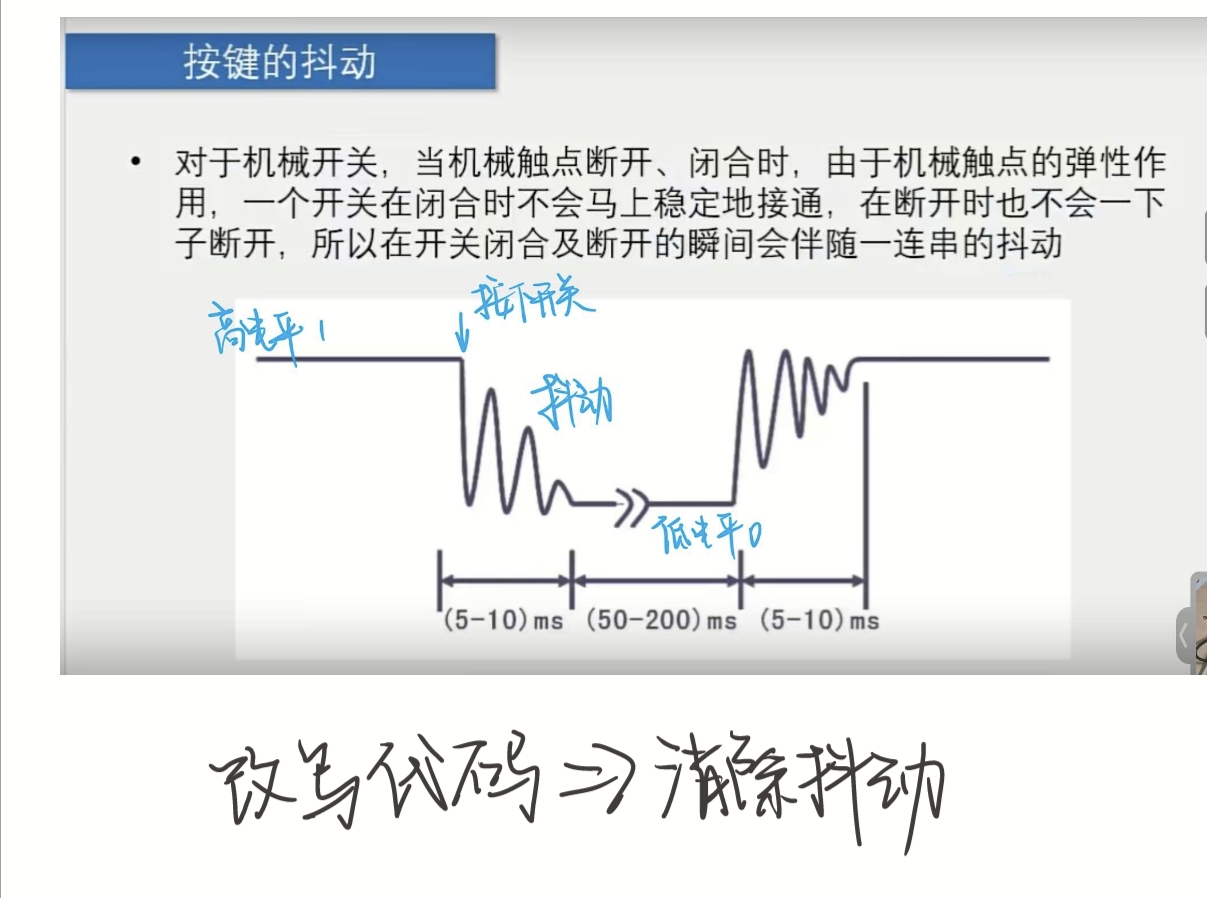 按键的抖动
• 对于机械开关，当机械触点断开、闭合时，由于机械触点的弹性作
用，一个开关在闭合时不会马上稳定地接通，在断开时也不会一下
子断开，所以在开关闭合及断开的瞬间会伴随一连串的抖动
按下开关
高电平1
抖动
低电平0
(5-10)ms (50-200)ms (5-10)ms
改写代码⇒消除抖动